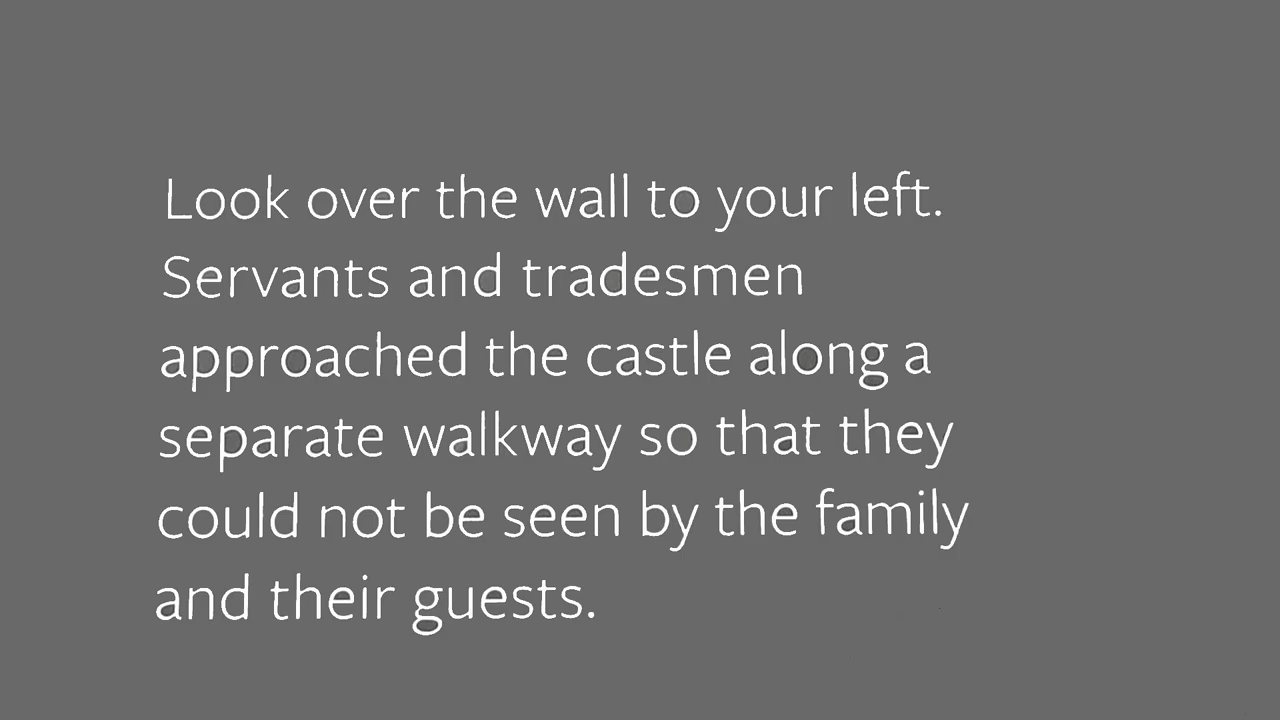 Look over the wall to your left.
Servants and tradesmen
approached the castle along a
separate walkway so that they
could not be seen by the family
and their guests.